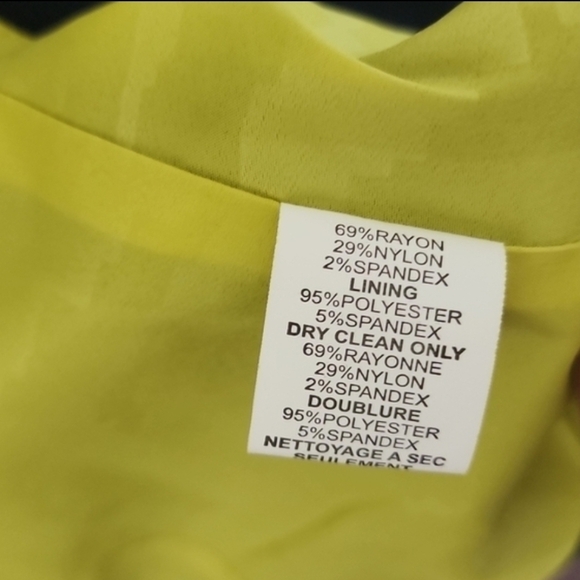 69%RAYON
29%NYLON
2%SPANDEX
LINING
95%POLYESTER
5%SPANDEX
DRY CLEAN ONLY
69%RAYONNE
29%NYLON
2%SPANDEX
DOUBLURE
95%POLYESTER
5%SPANDEX
NETTOYAGE A SEC
SEULEMENT